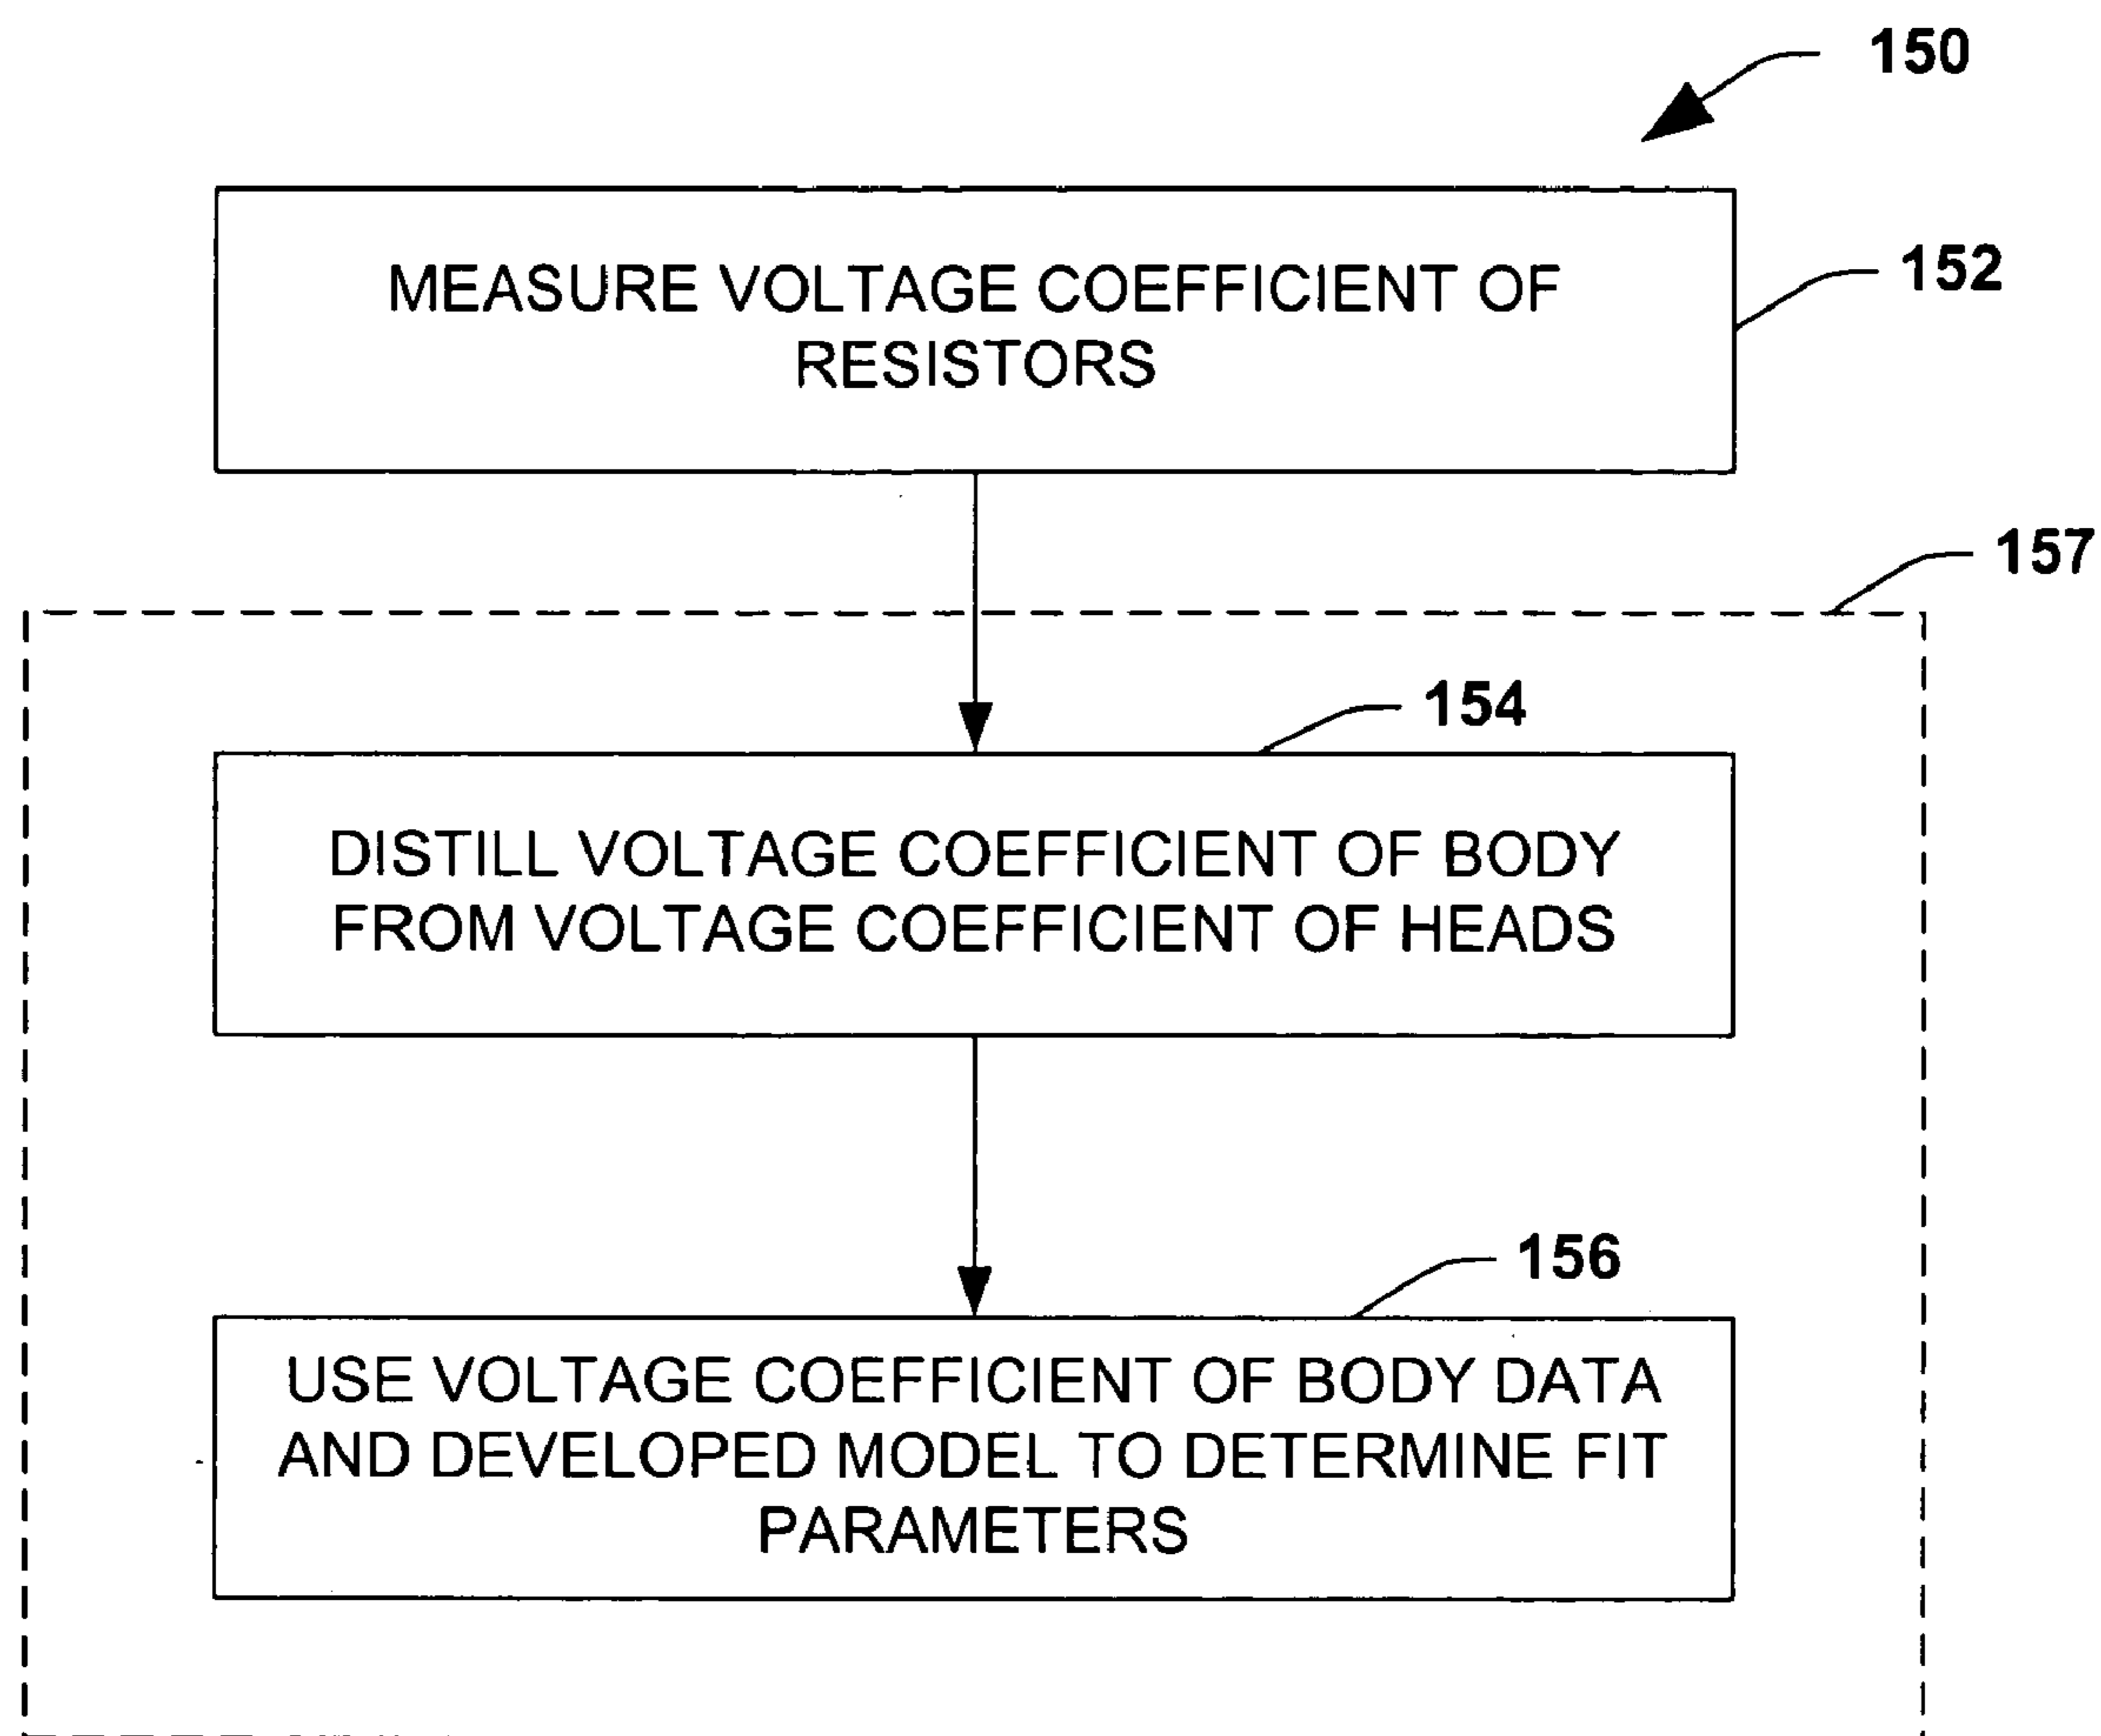 150
MEASURE VOLTAGE COEFFICIENT OF
RESISTORS
152
157
154
DISTILL VOLTAGE COEFFICIENT OF BODY
FROM VOLTAGE COEFFICIENT OF HEADS
156
USE VOLTAGE COEFFICIENT OF BODY DATA
AND DEVELOPED MODEL TO DETERMINE FIT
PARAMETERS